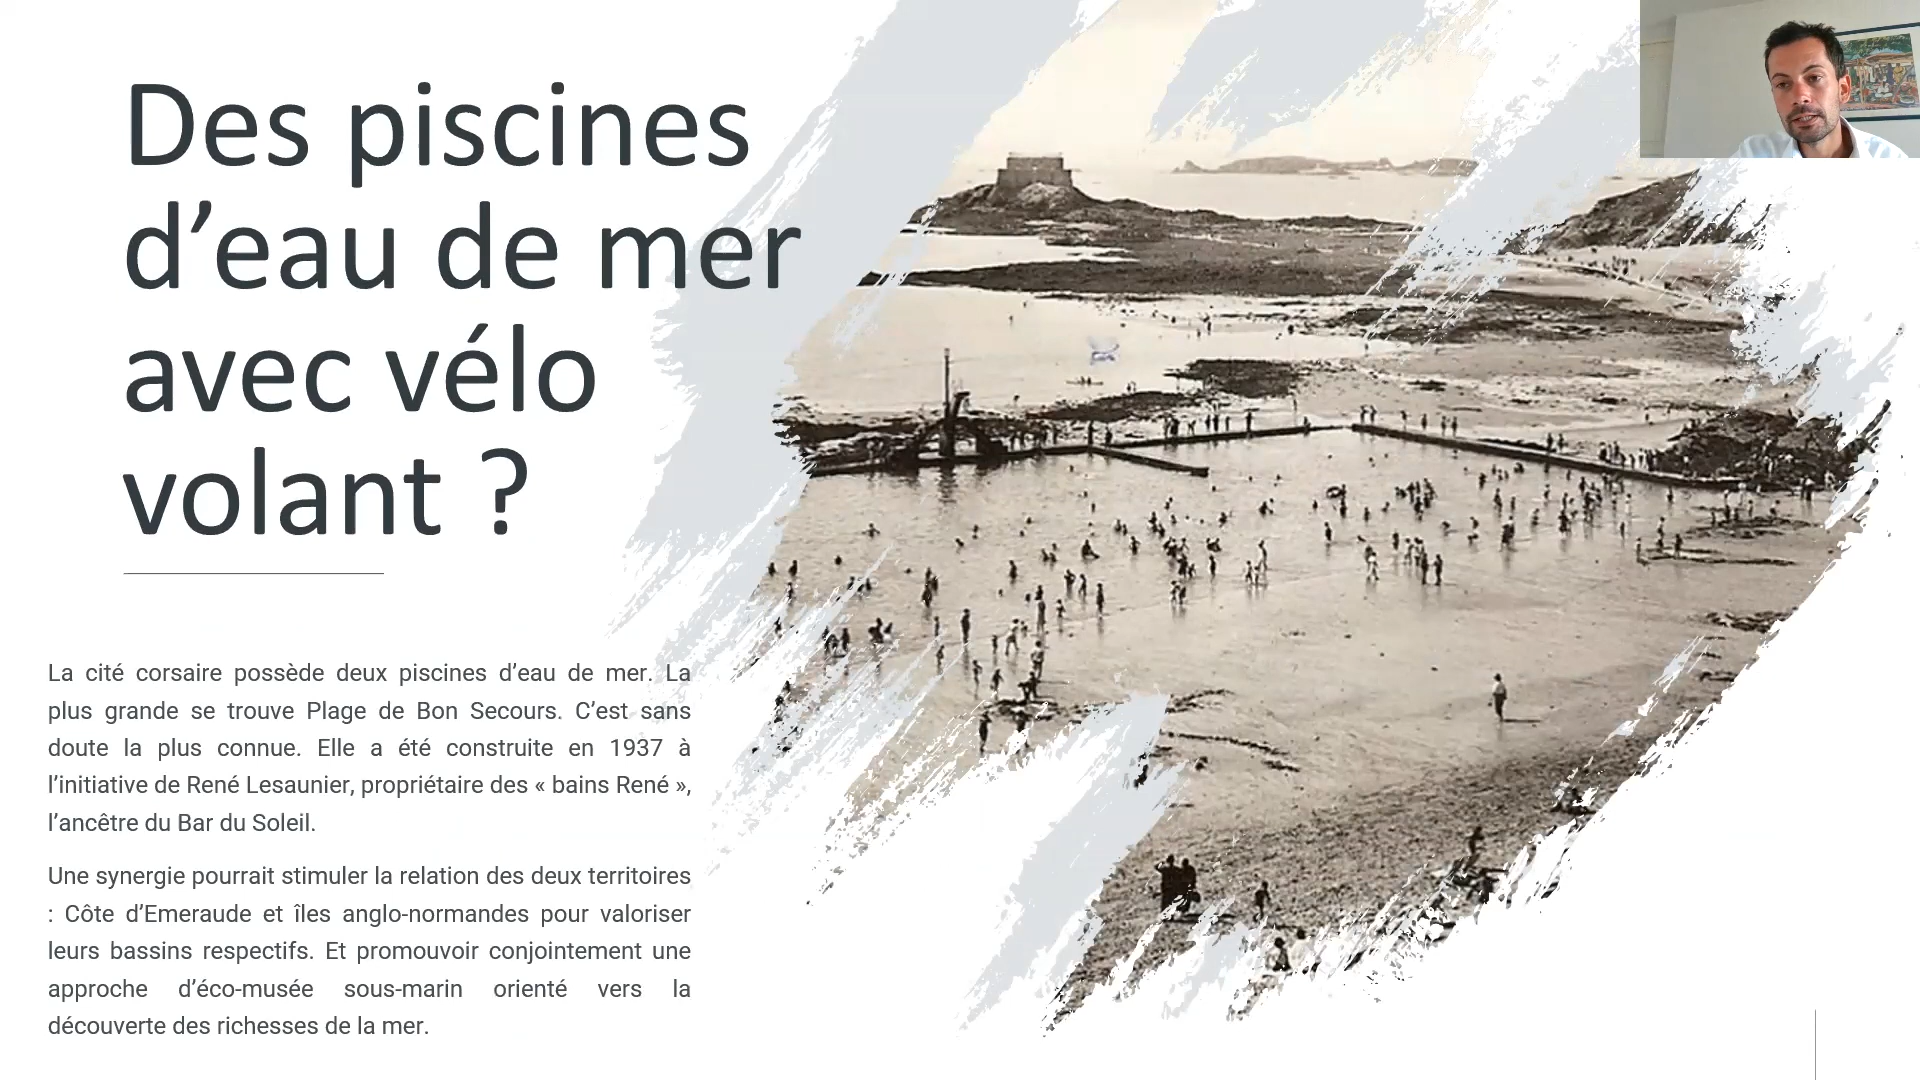 Des piscines
d’eau de mer
avec vélo
volant ?
La cité corsaire possède deux piscines d’eau de mer. La
plus grande se trouve Plage de Bon Secours. C’est sans
doute la plus connue. Elle a été construite en 1937 à
l’initiative de René Lesaunier, propriétaire des « bains René »,
l’ancêtre du Bar du Soleil.
Une synergie pourrait stimuler la relation des deux territoires
: Côte d’Emeraude et îles anglo-normandes pour valoriser
leurs bassins respectifs. Et promouvoir conjointement une
approche d’éco-musée sous-marin orienté vers la
découverte des richesses de la mer.